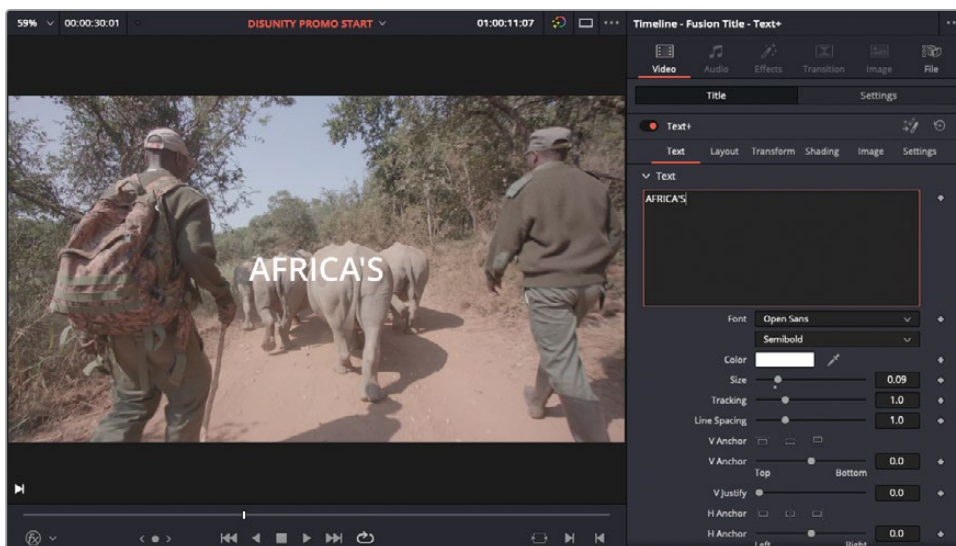 59% 00:00:30:01 DISUNITY PROMO START 01:00:11:07 Timeline - Fusion Title - Text+
Video Audio Effects Transition Image File
Title Settings
Text+
Text Layout Transform Shading Image Settings
Text
AFRICA'S
AFRICA'S
Font Open Sans
Semibold
Color
Size 0.09
Tracking 1.0
Line Spacing 1.0
V Anchor
V Anchor 0.0
Top Bottom
V Justify 0.0
H Anchor
H Anchor 0.0
Left Right